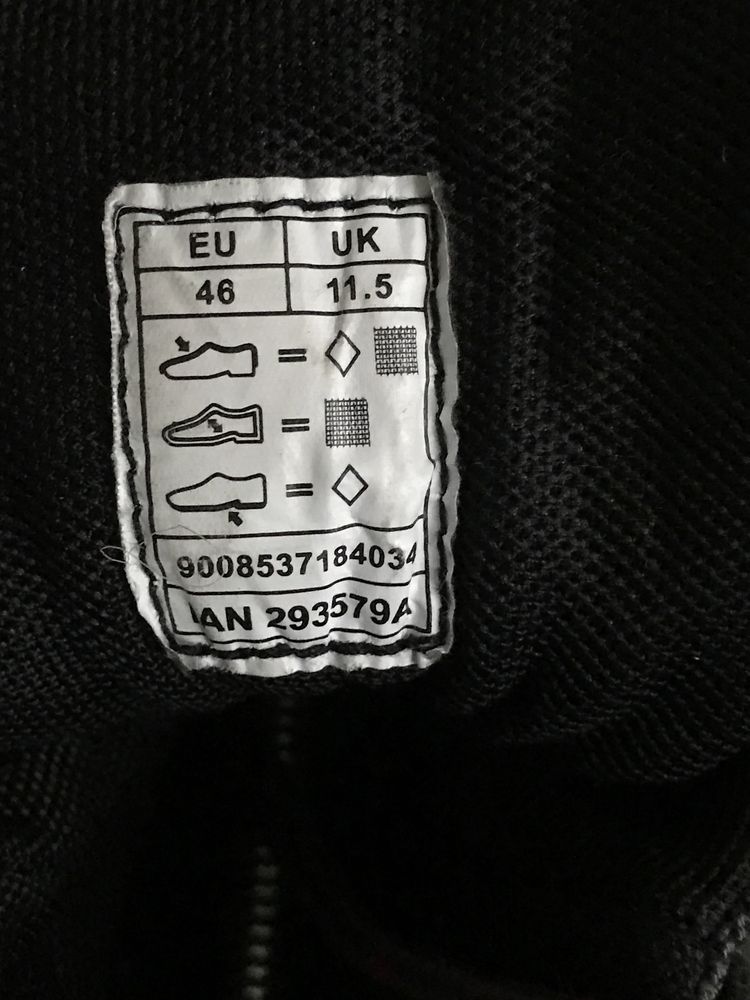 EU UK
46 11.5
=
=
=
9008537184034
IAN 293579A